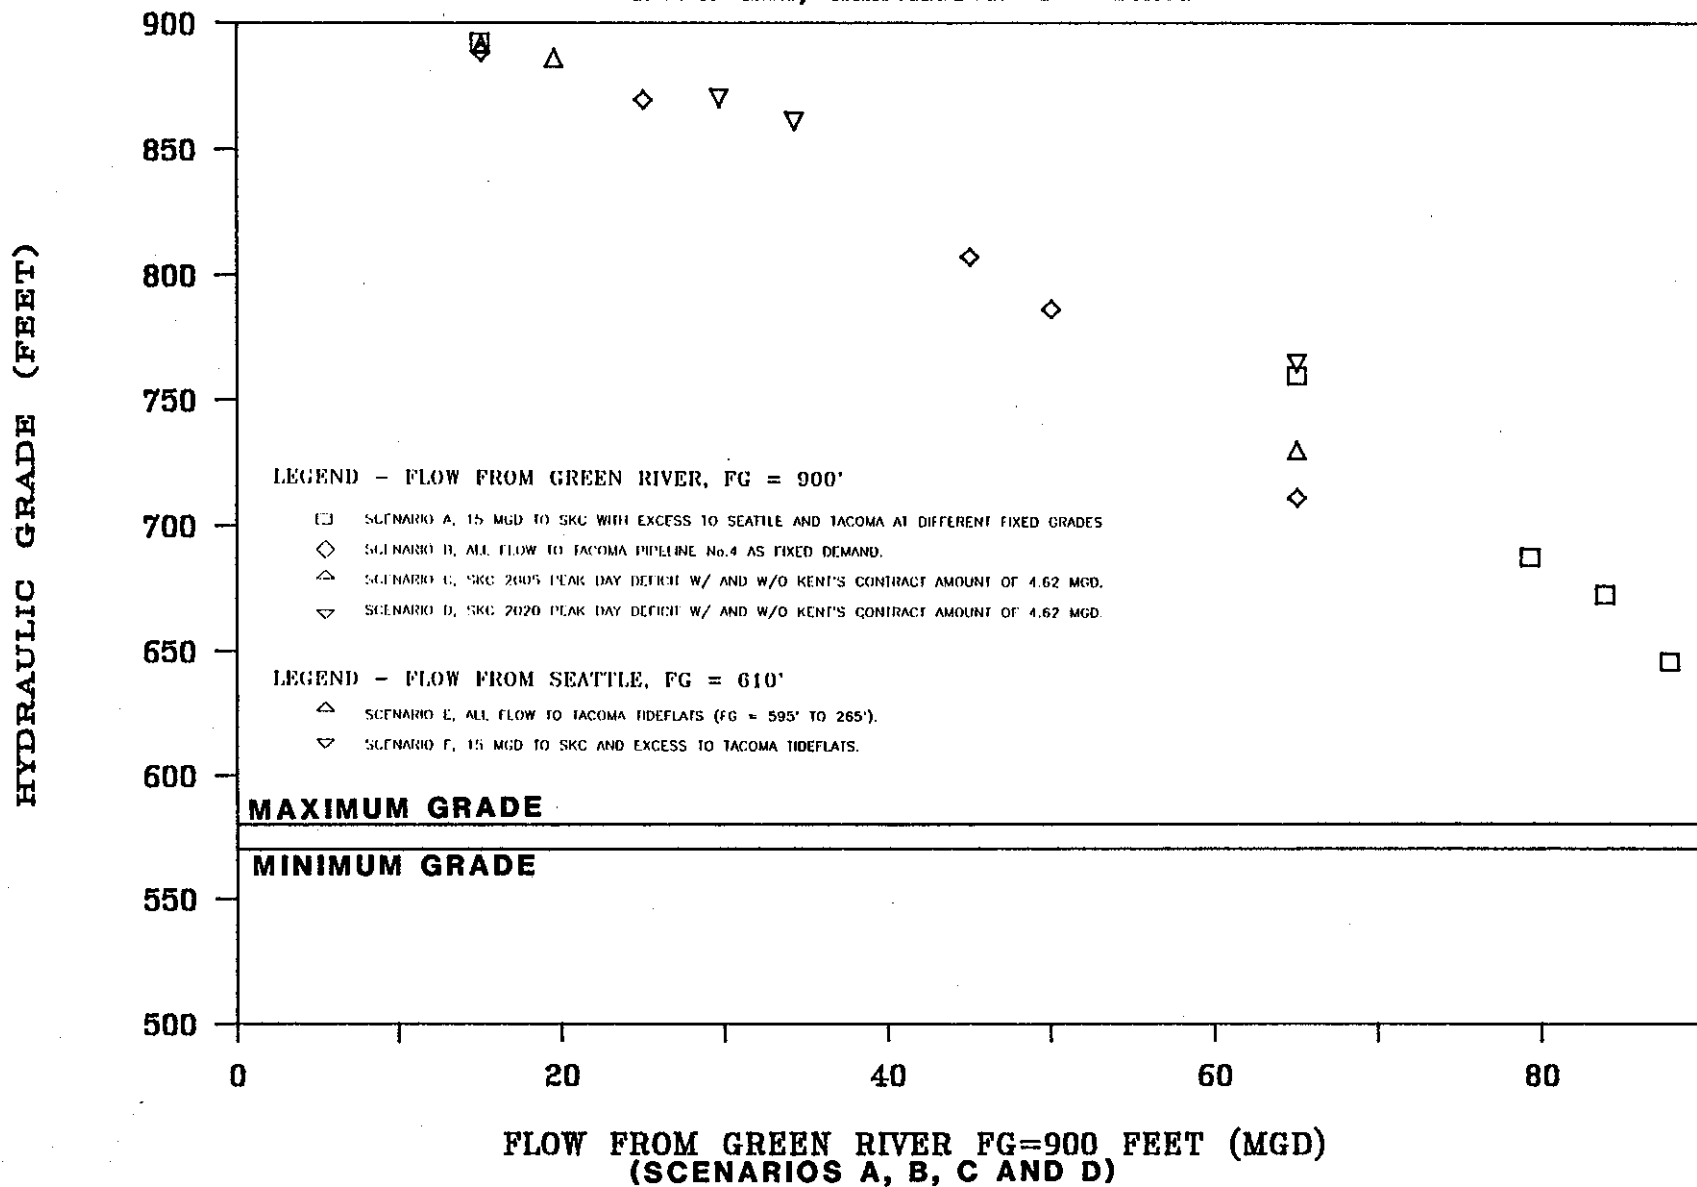 900
850
800
750
700
650
600
550
500
HYDRAULIC GRADE (FEET)
LEGEND – FLOW FROM GREEN RIVER, FG = 900'
SCENARIO A, 15 MGD TO SKC WITH EXCESS TO SEATTLE AND TACOMA AT DIFFERENT FIXED GRADES
SCENARIO B, ALL FLOW TO TACOMA PIPELINE No.4 AS FIXED DEMAND.
SCENARIO C, SKC 2005 PEAK DAY DEFICIT W/ AND W/O KENT'S CONTRACT AMOUNT OF 4.62 MGD.
SCENARIO D, SKC 2020 PEAK DAY DEFICIT W/ AND W/O KENT'S CONTRACT AMOUNT OF 4.62 MGD.
LEGEND – FLOW FROM SEATTLE, FG = 610'
SCENARIO E, ALL FLOW TO TACOMA TIDEFLATS (FG = 595' TO 265').
SCENARIO F, 15 MGD TO SKC AND EXCESS TO TACOMA TIDEFLATS.
MAXIMUM GRADE
MINIMUM GRADE
0 20 40 60 80
FLOW FROM GREEN RIVER FG=900 FEET (MGD)
(SCENARIOS A, B, C AND D)